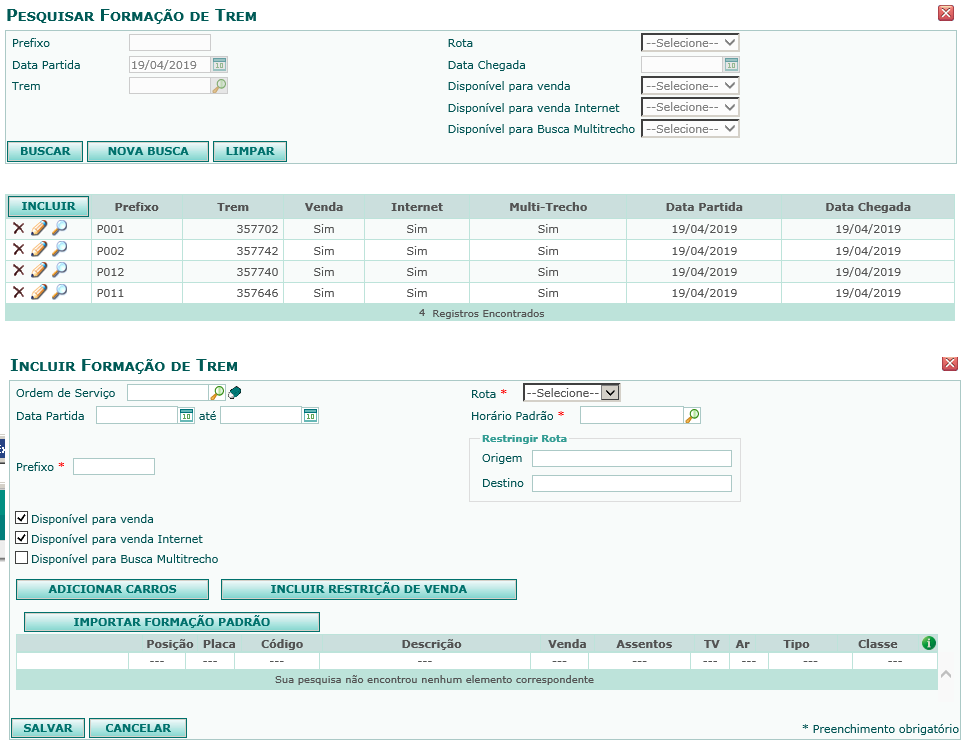 Pesquisar Formação de Trem
Prefixo Rota --Selecione--
Data Partida 19/04/2019 Data Chegada
Trem Disponível para venda --Selecione--
Disponível para venda Internet --Selecione--
Disponível para Busca Multitrecho --Selecione--
BUSCAR NOVA BUSCA LIMPAR
INCLUIR Prefixo Trem Venda Internet Multi-Trecho Data Partida Data Chegada
P001 357702 Sim Sim Sim 19/04/2019 19/04/2019
P002 357742 Sim Sim Sim 19/04/2019 19/04/2019
P012 357740 Sim Sim Sim 19/04/2019 19/04/2019
P011 357646 Sim Sim Sim 19/04/2019 19/04/2019
4 Registros Encontrados
Incluir Formação de Trem
Ordem de Serviço Rota * --Selecione--
Data Partida até Horário Padrão *
Restringir Rota
Origem
Prefixo *
Destino
Disponível para venda
Disponível para venda Internet
Disponível para Busca Multitrecho
ADICIONAR CARROS INCLUIR RESTRIÇÃO DE VENDA
IMPORTAR FORMAÇÃO PADRÃO
Posição Placa Código Descrição Venda Assentos TV Ar Tipo Classe
--- --- --- --- --- --- --- --- --- ---
Sua pesquisa não encontrou nenhum elemento correspondente
SALVAR CANCELAR * Preenchimento obrigatório